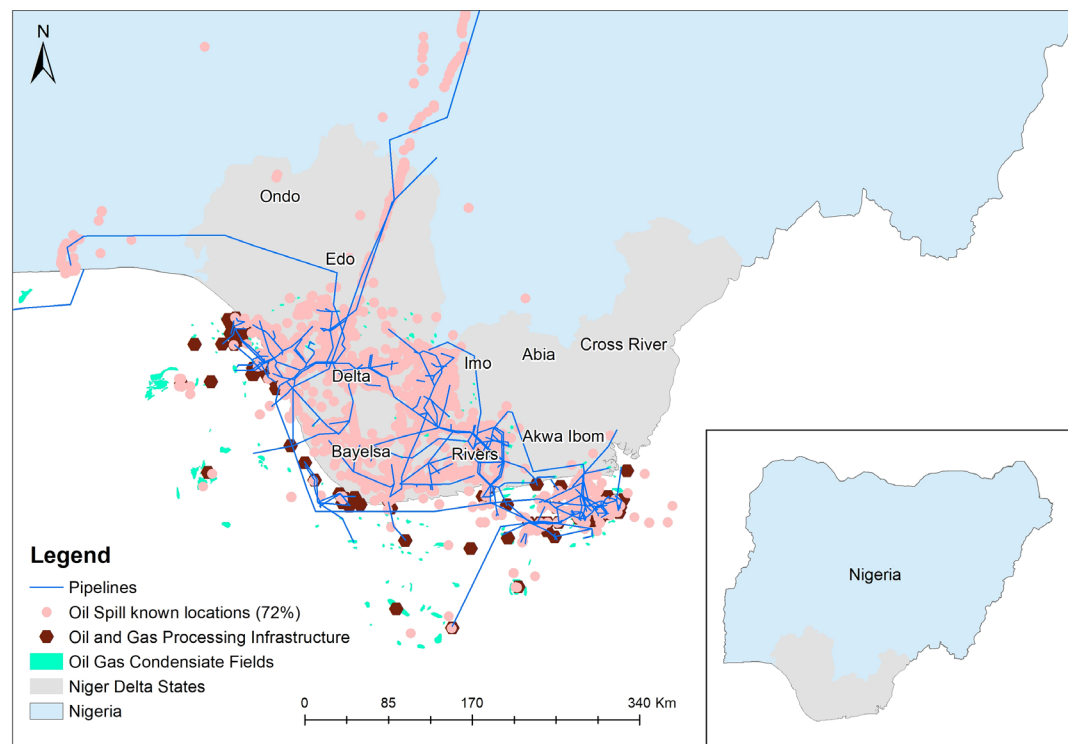 N
Ondo
Edo
Delta
Imo
Abia
Cross River
Bayelsa
Rivers
Akwa Ibom
Legend
Pipelines
Oil Spill known locations (72%)
Oil and Gas Processing Infrastructure
Oil Gas Condensiate Fields
Niger Delta States
Nigeria
0 85 170 340 Km
Nigeria